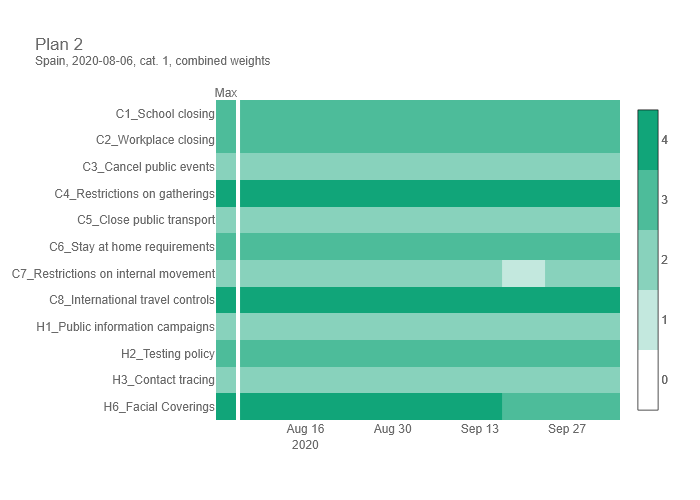 Plan 2
Spain, 2020-08-06, cat. 1, combined weights
Max
C1_School closing
C2_Workplace closing
C3_Cancel public events
C4_Restrictions on gatherings
C5_Close public transport
C6_Stay at home requirements
C7_Restrictions on internal movement
C8_International travel controls
H1_Public information campaigns
H2_Testing policy
H3_Contact tracing
H6_Facial Coverings
Aug 16 Aug 30 Sep 13 Sep 27
2020
4
3
2
1
0